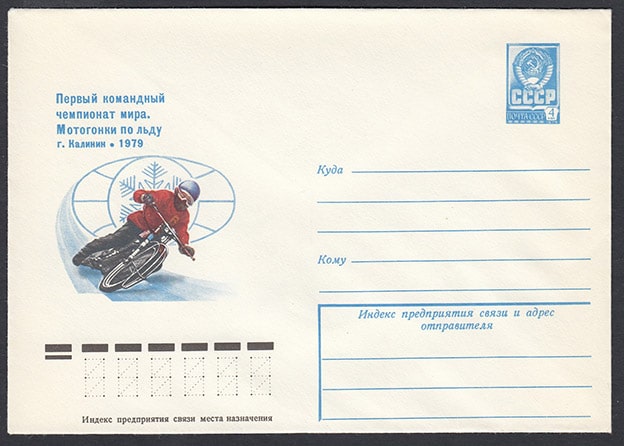 Первый командный
чемпионат мира.
Мотогонки по льду
г. Калинин • 1979
СССР
ПОЧТА СССР 4
Куда
Кому
Индекс предприятия связи и адрес
отправителя
Индекс предприятия связи места назначения